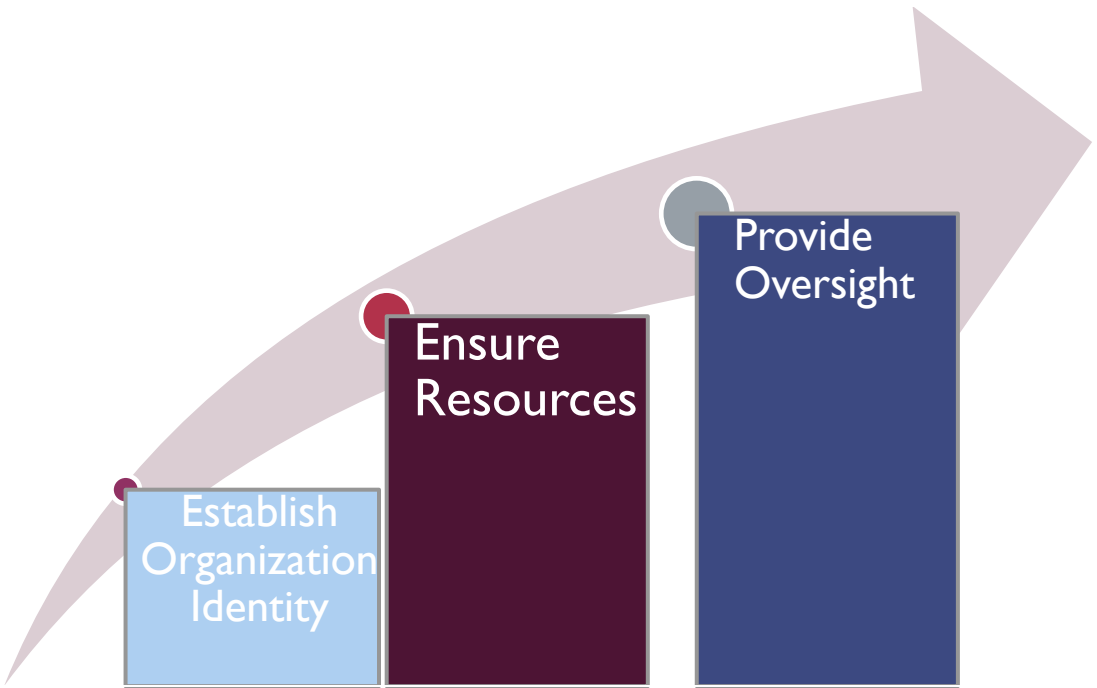 Establish
Organization
Identity
Ensure
Resources
Provide
Oversight